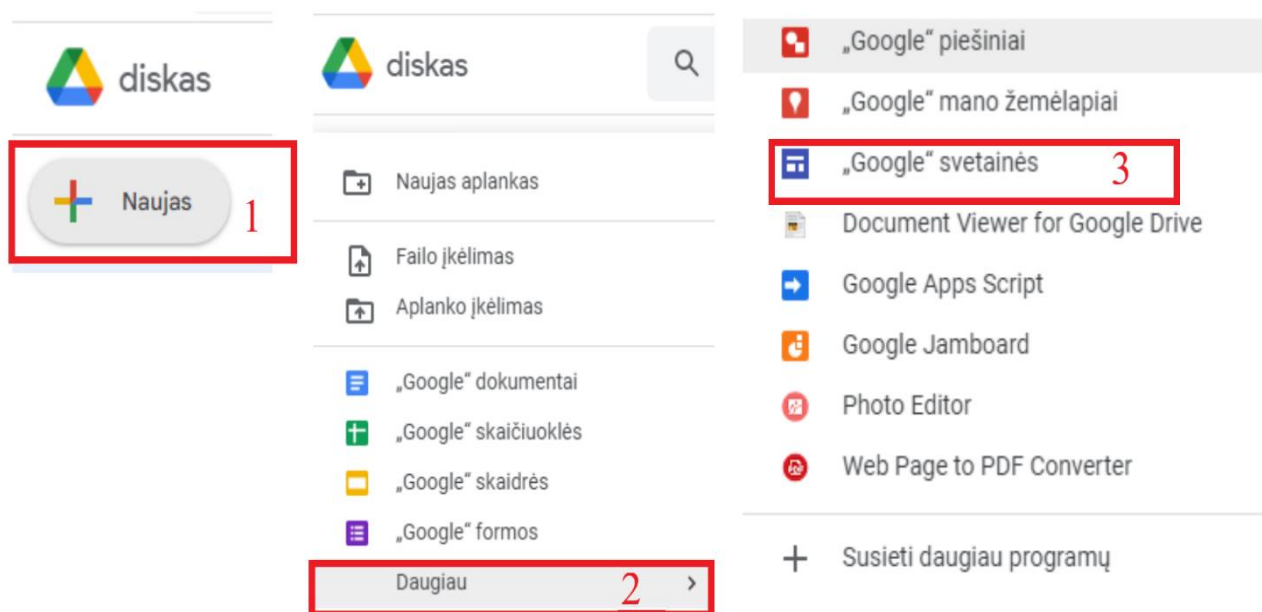 diskas
Naujas
1
diskas
Naujas aplankas
Failo įkėlimas
Aplanko įkėlimas
„Google“ dokumentai
„Google“ skaičiuoklės
„Google“ skaidrės
„Google“ formos
Daugiau 2
„Google“ piešiniai
„Google“ mano žemėlapiai
„Google“ svetainės 3
Document Viewer for Google Drive
Google Apps Script
Google Jamboard
Photo Editor
Web Page to PDF Converter
Susieti daugiau programų